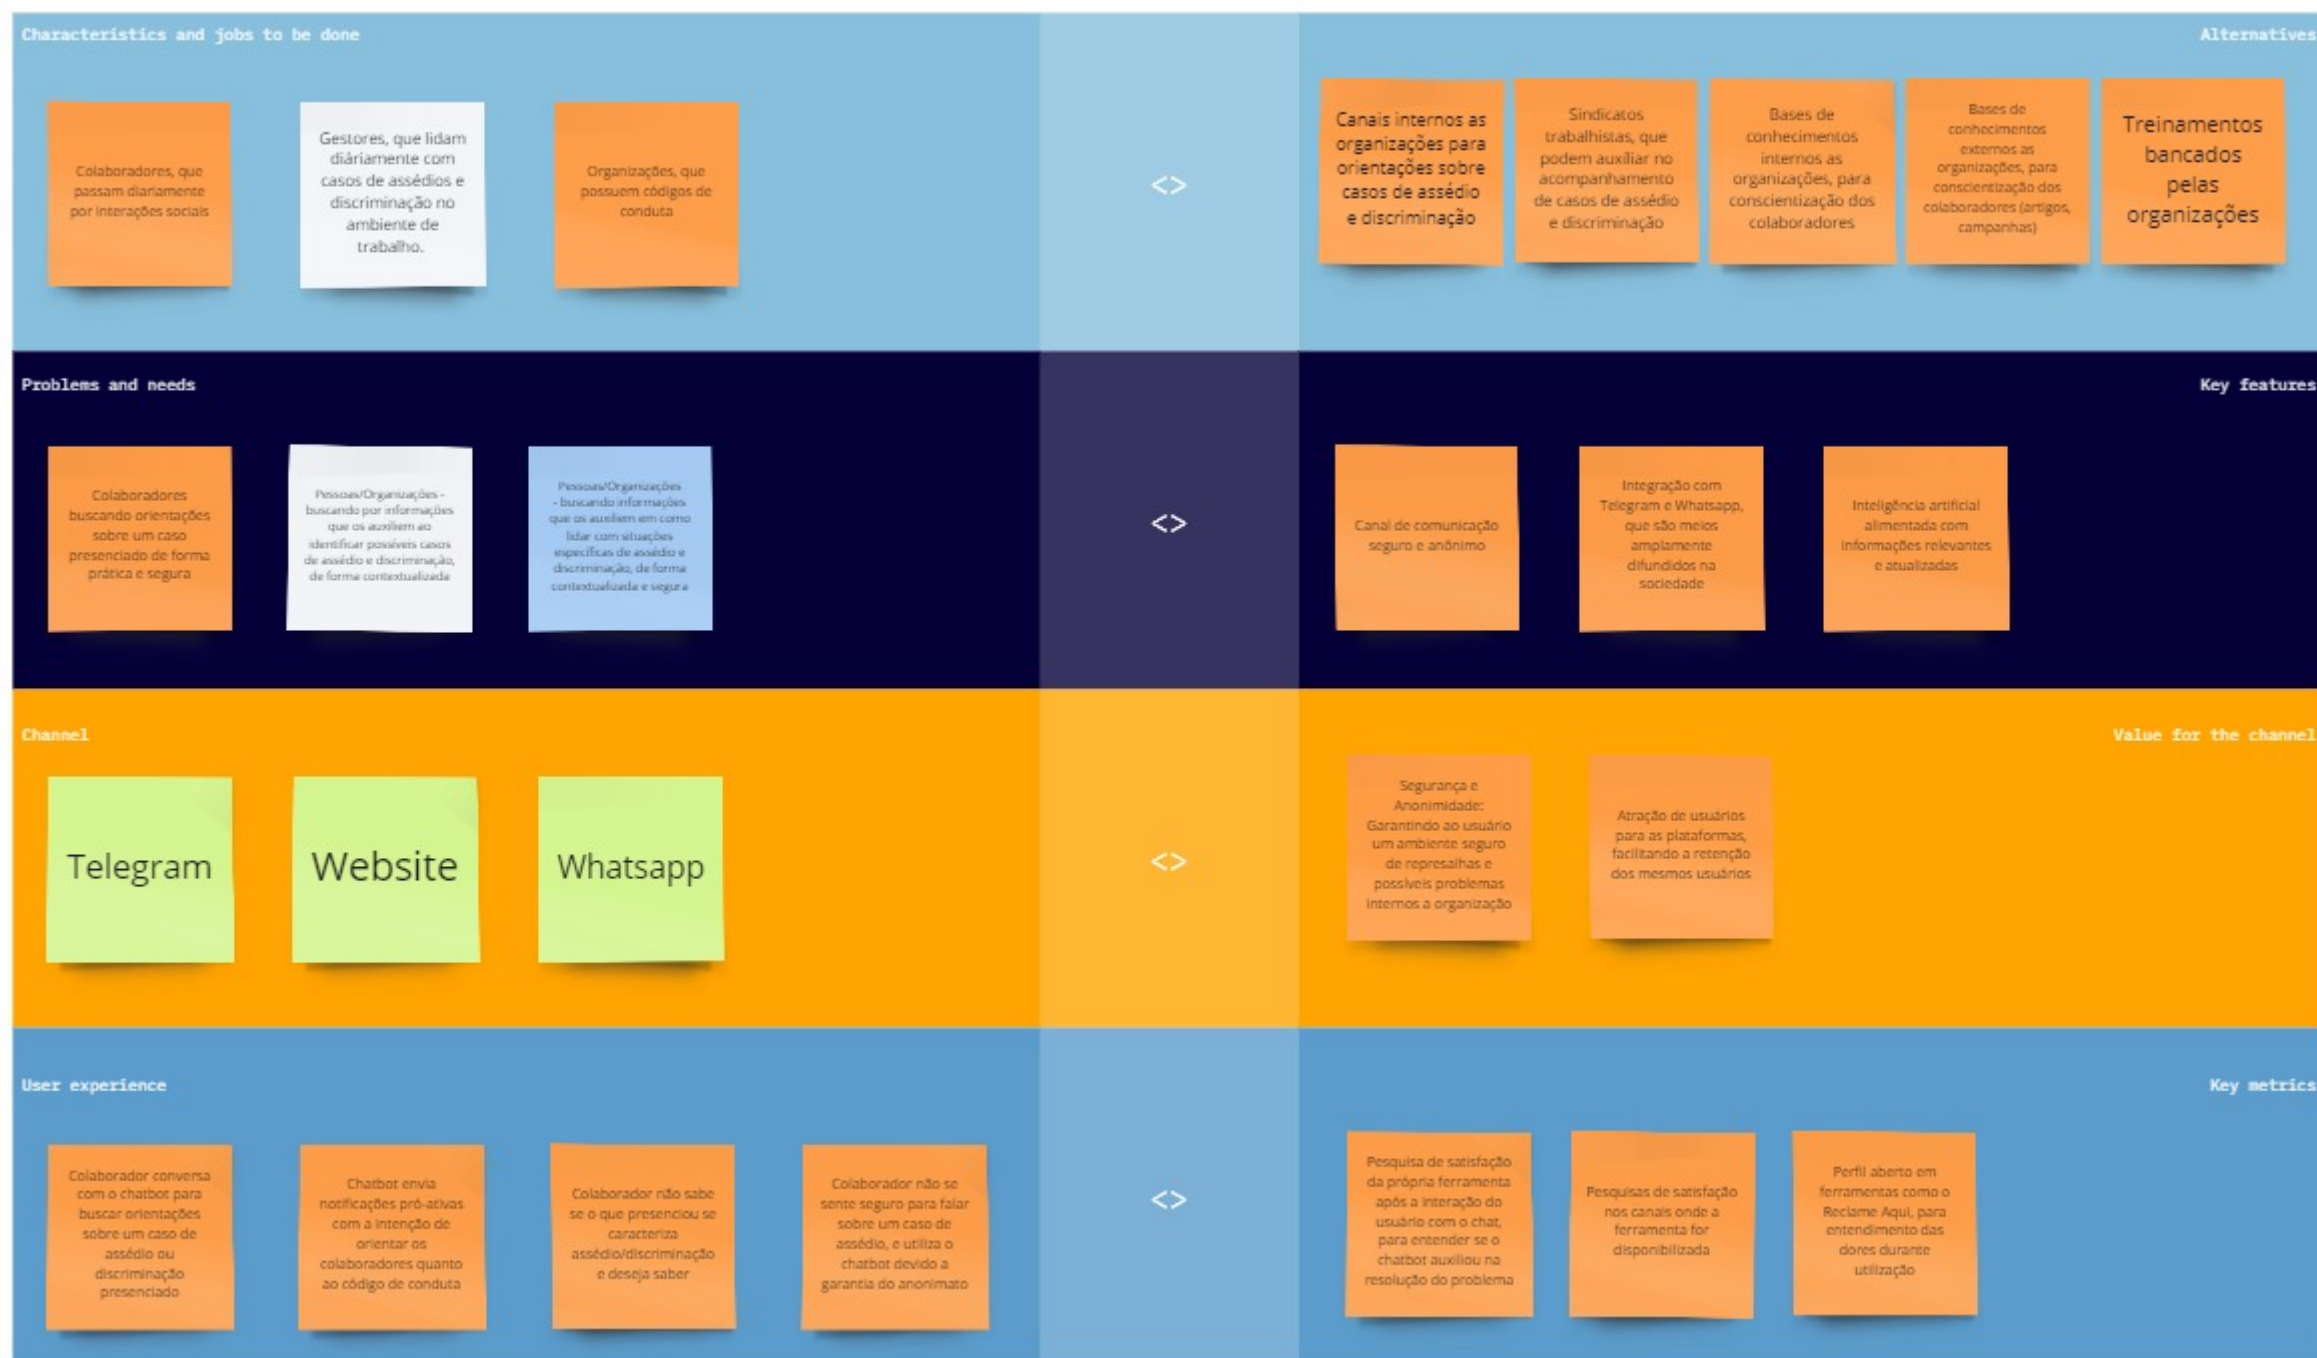 Characteristics and jobs to be done
Alternatives
Colaboradores, que
passam diariamente
por interações sociais
Gestores, que lidam
diáriamente com
casos de assédios e
discriminação no
ambiente de
trabalho.
Organizações, que
possuem códigos de
conduta
<>
Canais internos as
organizações para
orientações sobre
casos de assédio
e discriminação
Sindicatos
trabalhistas, que
podem auxíliar no
acompanhamento
de casos de assédio
e discriminação
Bases de
conhecimentos
internos as
organizações, para
conscientização dos
colaboradores
Bases de
conhecimentos
externos as
organizações, para
conscientização dos
colaboradores (artigos,
campanhas)
Treinamentos
bancados
pelas
organizações
Problems and needs
Key features
Colaboradores
buscando orientações
sobre um caso
presenciado de forma
prática e segura
Pessoas/Organizações -
buscando por informações
que os auxiliem ao
identificar possíveis casos
de assédio e discriminação,
de forma contextualizada
Pessoas/Organizações
- buscando informações
que os auxiliem em como
lidar com situações
específicas de assédio e
discriminação, de forma
contextualizada e segura
<>
Canal de comunicação
seguro e anônimo
Integração com
Telegram e Whatsapp,
que são meios
amplamente
difundidos na
sociedade
Inteligência artificial
alimentada com
informações relevantes
e atualizadas
Channel
Value for the channel
Telegram
Website
Whatsapp
<>
Segurança e
Anonimidade:
Garantindo ao usuário
um ambiente seguro
de represalhas e
possíveis problemas
internos a organização
Atração de usuários
para as plataformas,
facilitando a retenção
dos mesmos usuários
User experience
Key metrics
Colaborador conversa
com o chatbot para
buscar orientações
sobre um caso de
assédio ou
discriminação
presenciado
Chatbot envia
notificações pró-ativas
com a intenção de
orientar os
colaboradores quanto
ao código de conduta
Colaborador não sabe
se o que presenciou se
caracteriza
assédio/discriminação
e deseja saber
Colaborador não se
sente seguro para falar
sobre um caso de
assédio, e utiliza o
chatbot devido a
garantia do anonimato
<>
Pesquisa de satisfação
da própria ferramenta
após a interação do
usuário com o chat,
para entender se o
chatbot auxiliou na
resolução do problema
Pesquisas de satisfação
nos canais onde a
ferramenta for
disponibilizada
Perfil aberto em
ferramentas como o
Reclame Aqui, para
entendimento das
dores durante
utilização